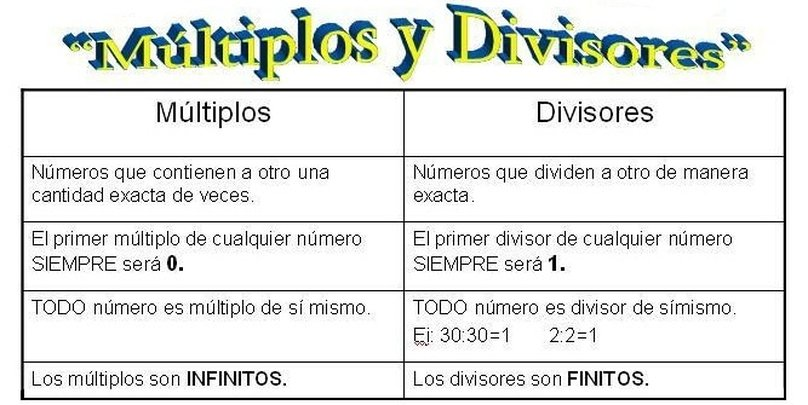 “Múltiplos y Divisores”
Múltiplos
Divisores
Números que contienen a otro una
cantidad exacta de veces.
Números que dividen a otro de manera
exacta.
El primer múltiplo de cualquier número
SIEMPRE será 0.
El primer divisor de cualquier número
SIEMPRE será 1.
TODO número es múltiplo de sí mismo.
TODO número es divisor de símismo.
Ej: 30:30=1 2:2=1
Los múltiplos son INFINITOS.
Los divisores son FINITOS.